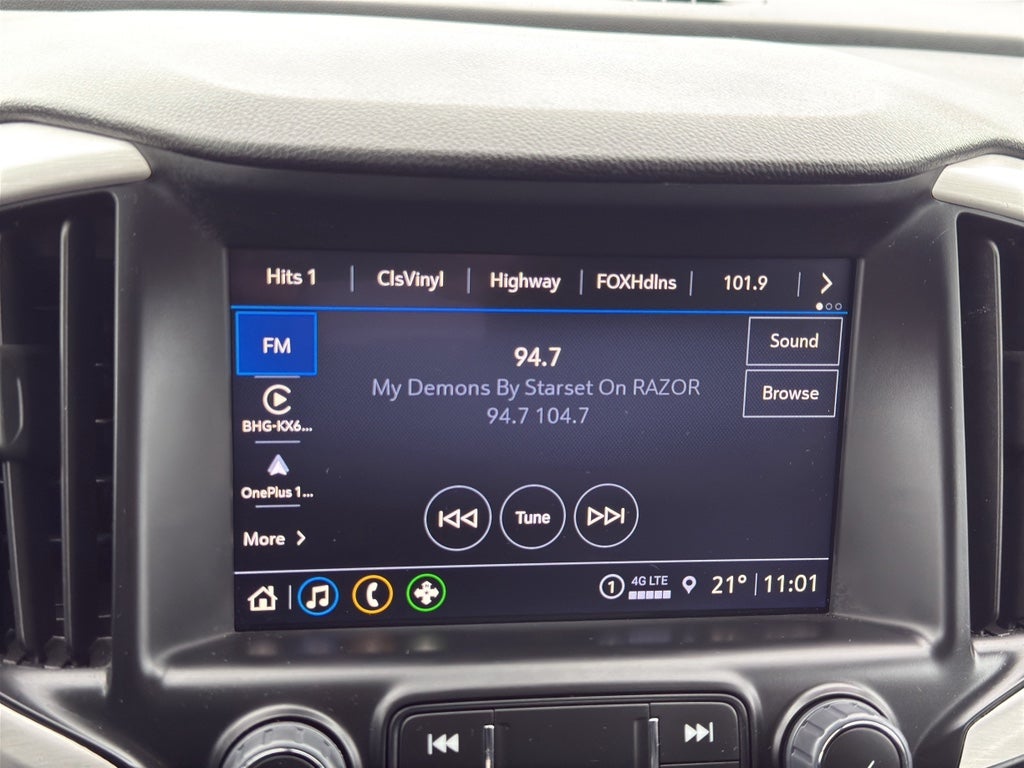 Hits 1 ClsVinyl Highway FOXHdlns 101.9
FM
94.7
Sound
My Demons By Starset On RAZOR
94.7 104.7
Browse
BHG-KX6...
OnePlus 1...
Tune
More
1 4G LTE 21° 11:01